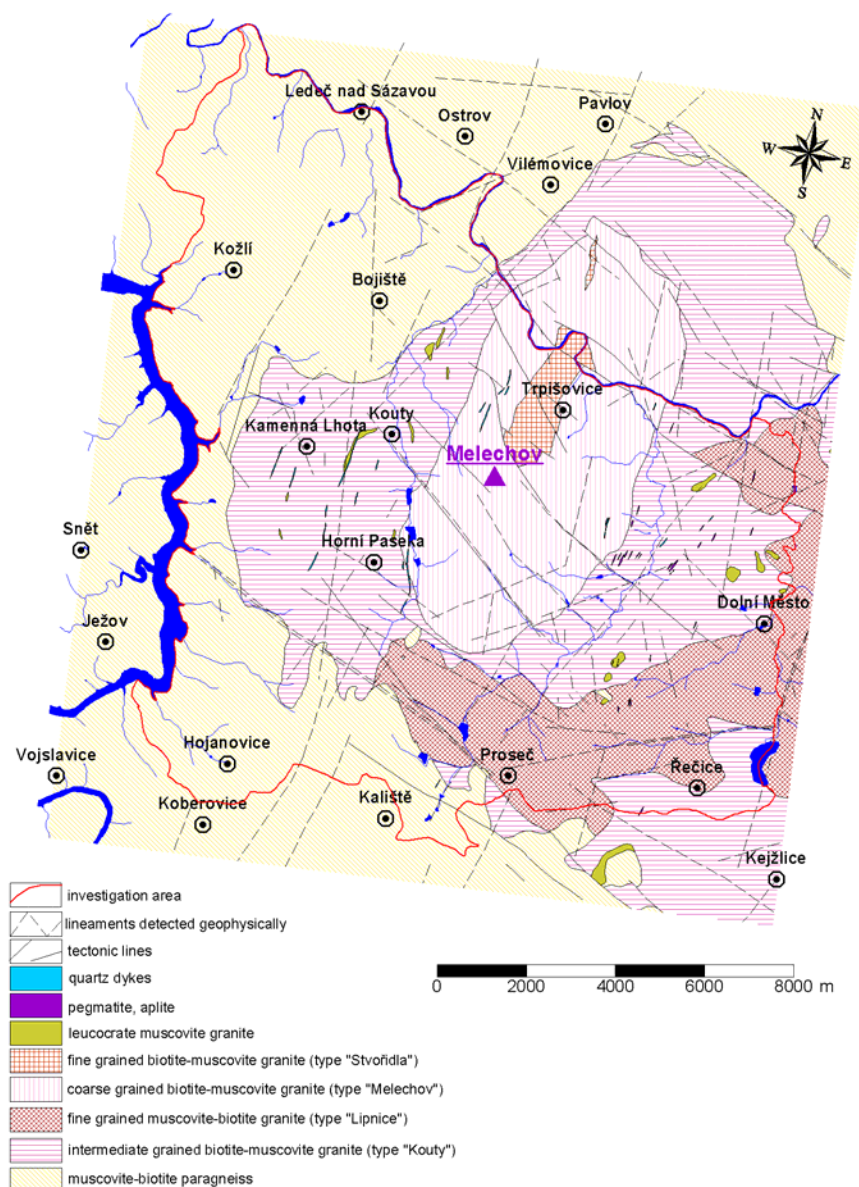 Ledeč nad Sázavou
Ostrov
Pavlov
N
W
E
S
Vilémovice
Kožlí
Bojiště
Trpišovice
Kamenná Lhota
Kouty
Melechov
Snět
Horní Paseka
Dolní Město
Ježov
Hojanovice
Vojslavice
Proseč
Řečice
Koberovice
Kaliště
Kejžlice
investigation area
lineaments detected geophysically
tectonic lines
quartz dykes
pegmatite, aplite
leucocrate muscovite granite
fine grained biotite-muscovite granite (type "Stvořidla")
coarse grained biotite-muscovite granite (type "Melechov")
fine grained muscovite-biotite granite (type "Lipnice")
intermediate grained biotite-muscovite granite (type "Kouty")
muscovite-biotite paragneiss
0 2000 4000 6000 8000 m